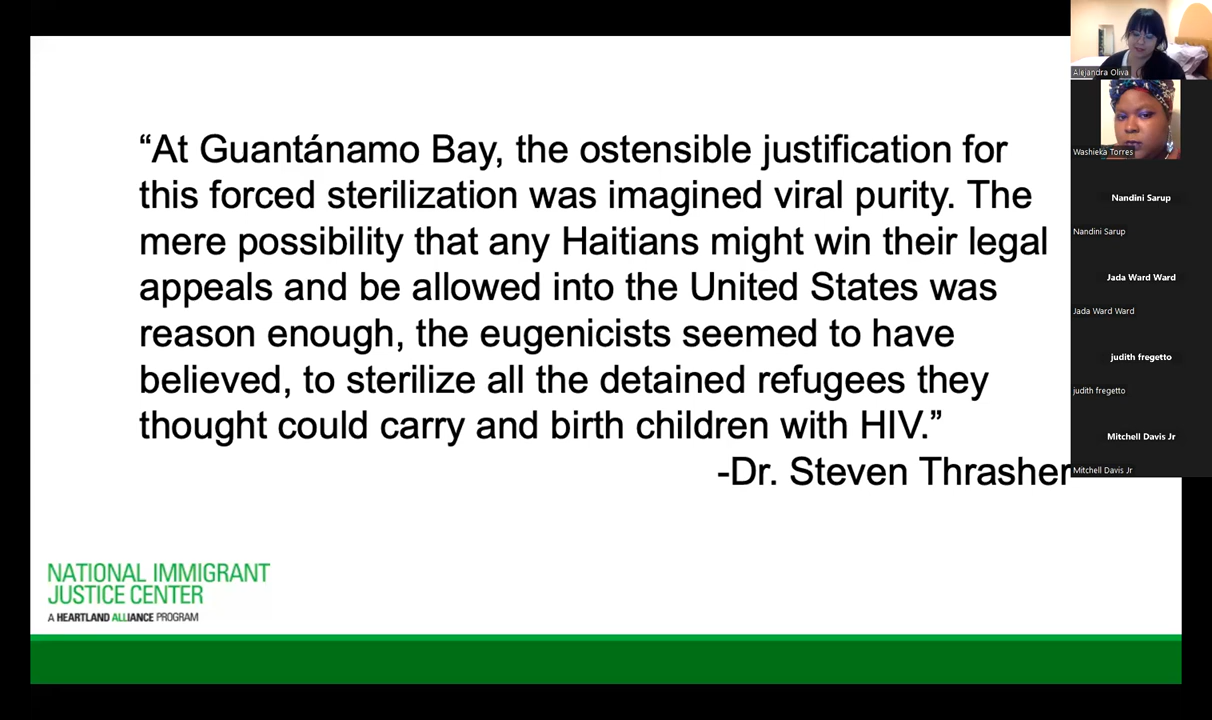 “At Guantánamo Bay, the ostensible justification for
this forced sterilization was imagined viral purity. The
mere possibility that any Haitians might win their legal
appeals and be allowed into the United States was
reason enough, the eugenicists seemed to have
believed, to sterilize all the detained refugees they
thought could carry and birth children with HIV.”
-Dr. Steven Thrasher
NATIONAL IMMIGRANT
JUSTICE CENTER
A HEARTLAND ALLIANCE PROGRAM
Alejandra Oliva
Washieka Torres
Nandini Sarup
Nandini Sarup
Jada Ward Ward
Jada Ward Ward
judith fregetto
judith fregetto
Mitchell Davis Jr
Mitchell Davis Jr